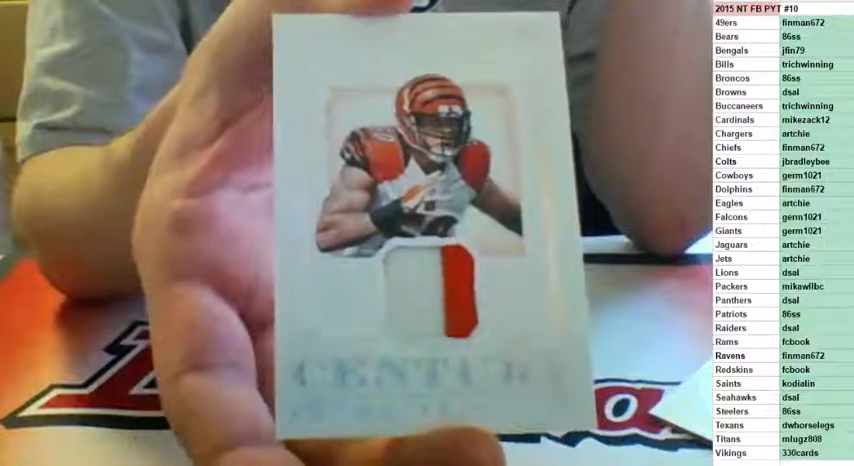 CENTURY
2015 NT FB PYT #10
49ers finman672
Bears 86ss
Bengals jfin79
Bills trichwinning
Broncos 86ss
Browns dsal
Buccaneers trichwinning
Cardinals mikezack12
Chargers artchie
Chiefs finman672
Colts jbradleybee
Cowboys germ1021
Dolphins finman672
Eagles artchie
Falcons germ1021
Giants germ1021
Jaguars artchie
Jets artchie
Lions dsal
Packers mikawllbc
Panthers dsal
Patriots 86ss
Raiders dsal
Rams fcbook
Ravens finman672
Redskins fcbook
Saints kodialin
Seahawks dsal
Steelers 86ss
Texans dwhorselegs
Titans mlugz808
Vikings 330cards